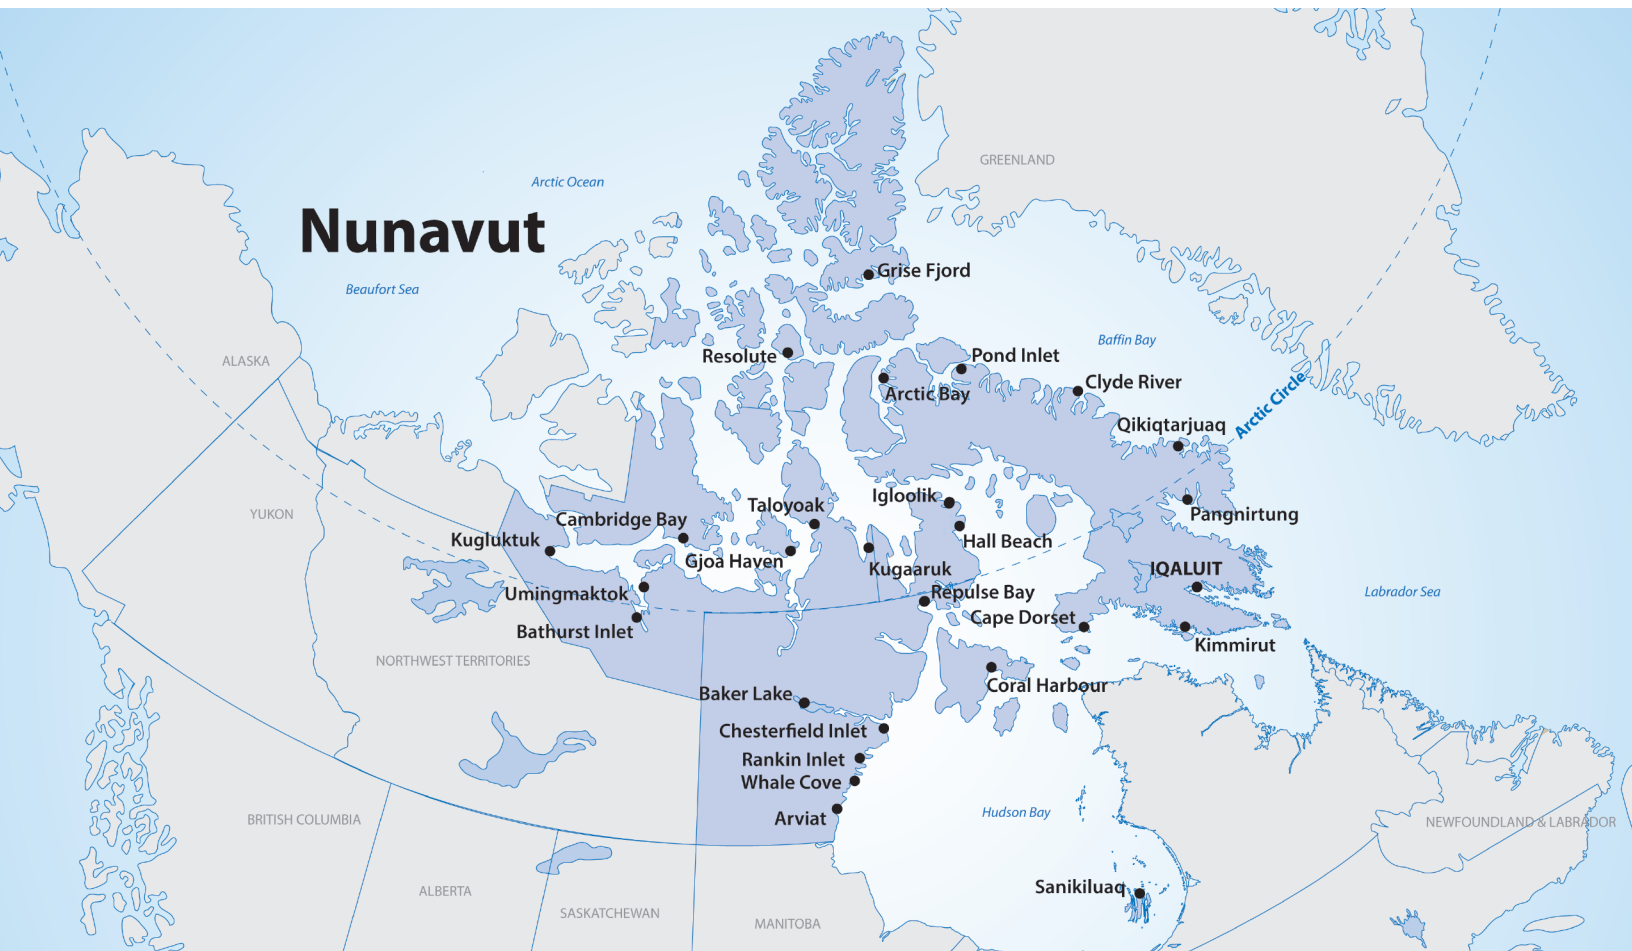 GREENLAND
Arctic Ocean
Nunavut
Grise Fjord
Beaufort Sea
Baffin Bay
Resolute
Pond Inlet
ALASKA
Clyde River
Arctic Bay
Arctic Circle
Qikiqtarjuaq
Igloolik
Taloyoak
YUKON
Pangnirtung
Cambridge Bay
Kugluktuk
Hall Beach
Gjoa Haven
Kugaaruk
IQALUIT
Umingmaktok
Repulse Bay
Labrador Sea
Cape Dorset
Bathurst Inlet
Kimmirut
NORTHWEST TERRITORIES
Coral Harbour
Baker Lake
Chesterfield Inlet
Rankin Inlet
Whale Cove
Hudson Bay
Arviat
BRITISH COLUMBIA
NEWFOUNDLAND & LABRADOR
Sanikiluaq
ALBERTA
SASKATCHEWAN
MANITOBA